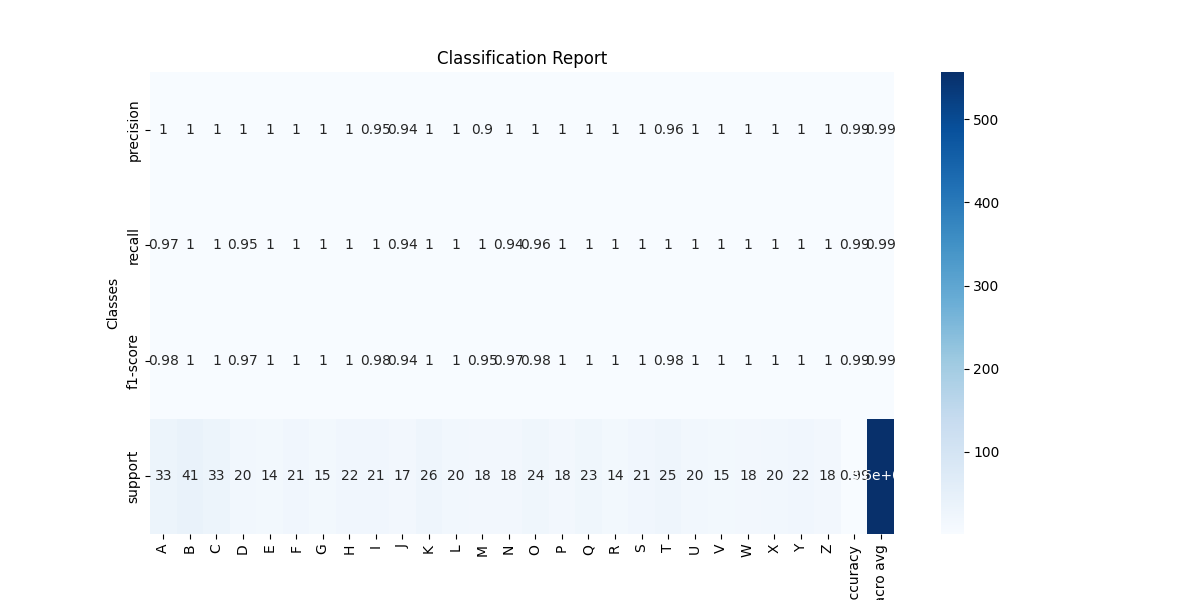 Classification Report
precision 1 1 1 1 1 1 1 1 0.95 0.94 1 1 0.9 1 1 1 1 1 1 0.96 1 1 1 1 1 1 0.99 0.99
recall 0.97 1 1 0.95 1 1 1 1 1 0.94 1 1 1 0.94 0.96 1 1 1 1 1 1 1 1 1 1 1 0.99 0.99
f1-score 0.98 1 1 0.97 1 1 1 1 0.98 0.94 1 1 0.95 0.97 0.98 1 1 1 1 0.98 1 1 1 1 1 1 0.99 0.99
support 33 41 33 20 14 21 15 22 21 17 26 20 18 18 24 18 23 14 21 25 20 15 18 20 22 18 0.99
A B C D E F G H I J K L M N O P Q R S T U V W X Y Z ccuracy acro avg
Classes
500
400
300
200
100